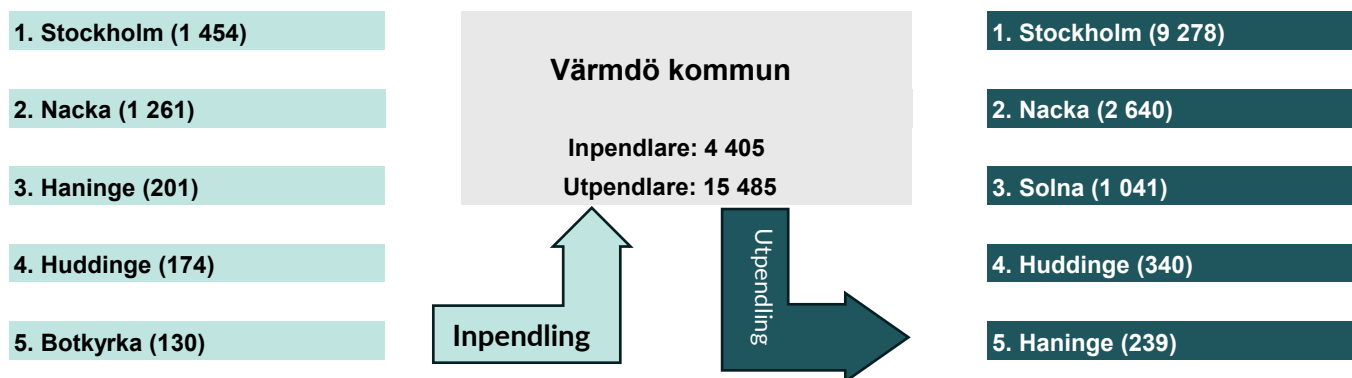 1. Stockholm (1 454)
2. Nacka (1 261)
3. Haninge (201)
4. Huddinge (174)
5. Botkyrka (130)
Värmdö kommun
Inpendlare: 4 405
Utpendlare: 15 485
Inpendling
Utpendling
1. Stockholm (9 278)
2. Nacka (2 640)
3. Solna (1 041)
4. Huddinge (340)
5. Haninge (239)